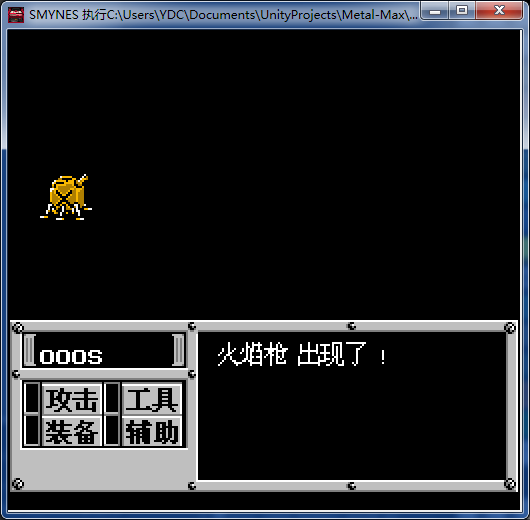 SMYNES 执行C:\Users\YDC\Documents\UnityProjects\Metal-Max\...
OOOS
火焰枪 出现了 !
攻击 工具
装备 辅助